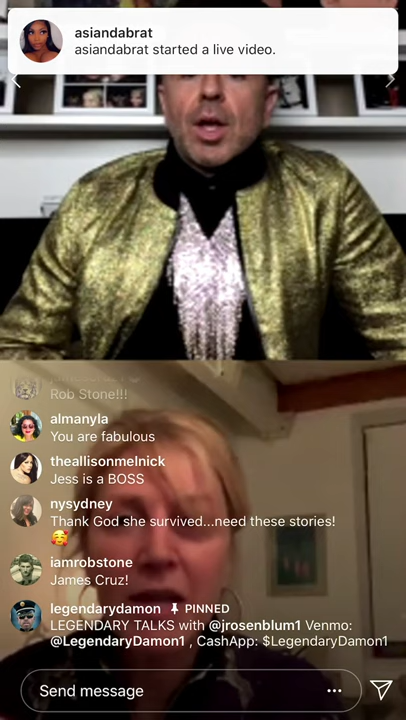 asiandabrat
asiandabrat started a live video.
Rob Stone!!!
almanyla
You are fabulous
theallisonmelnick
Jess is a BOSS
nysydney
Thank God she survived...need these stories!
🥰
iamrobstone
James Cruz!
legendarydamon 📌 PINNED
LEGENDARY TALKS with @jrosenblum1 Venmo:
@LegendaryDamon1 , CashApp: $LegendaryDamon1
Send message